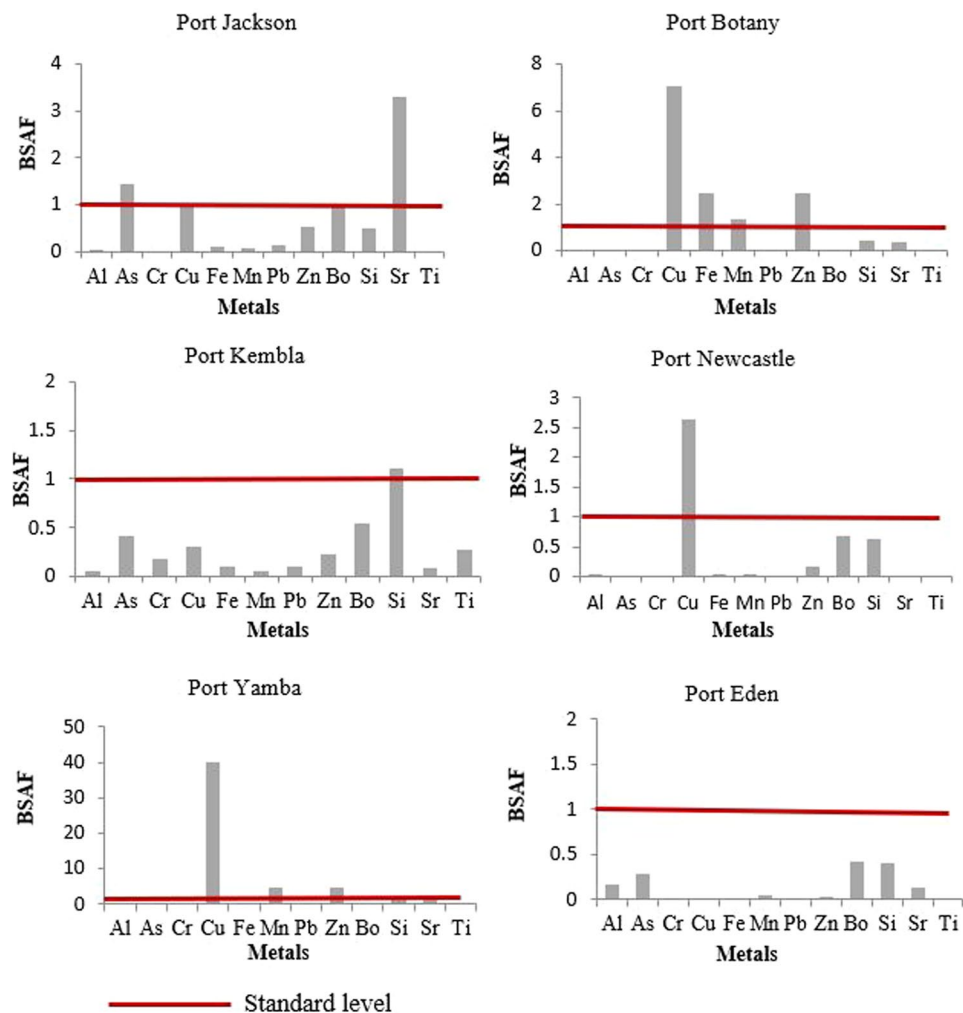 Port Jackson
4
3
2
1
0
BSAF
Al As Cr Cu Fe Mn Pb Zn Bo Si Sr Ti
Metals
Port Botany
8
6
4
2
0
BSAF
Al As Cr Cu Fe Mn Pb Zn Bo Si Sr Ti
Metals
Port Kembla
2
1.5
1
0.5
0
BSAF
Al As Cr Cu Fe Mn Pb Zn Bo Si Sr Ti
Metals
Port Newcastle
3
2.5
2
1.5
1
0.5
0
BSAF
Al As Cr Cu Fe Mn Pb Zn Bo Si Sr Ti
Metals
Port Yamba
50
40
30
20
10
0
BSAF
Al As Cr Cu Fe Mn Pb Zn Bo Si Sr Ti
Metals
Port Eden
2
1.5
1
0.5
0
BSAF
Al As Cr Cu Fe Mn Pb Zn Bo Si Sr Ti
Metals
Standard level